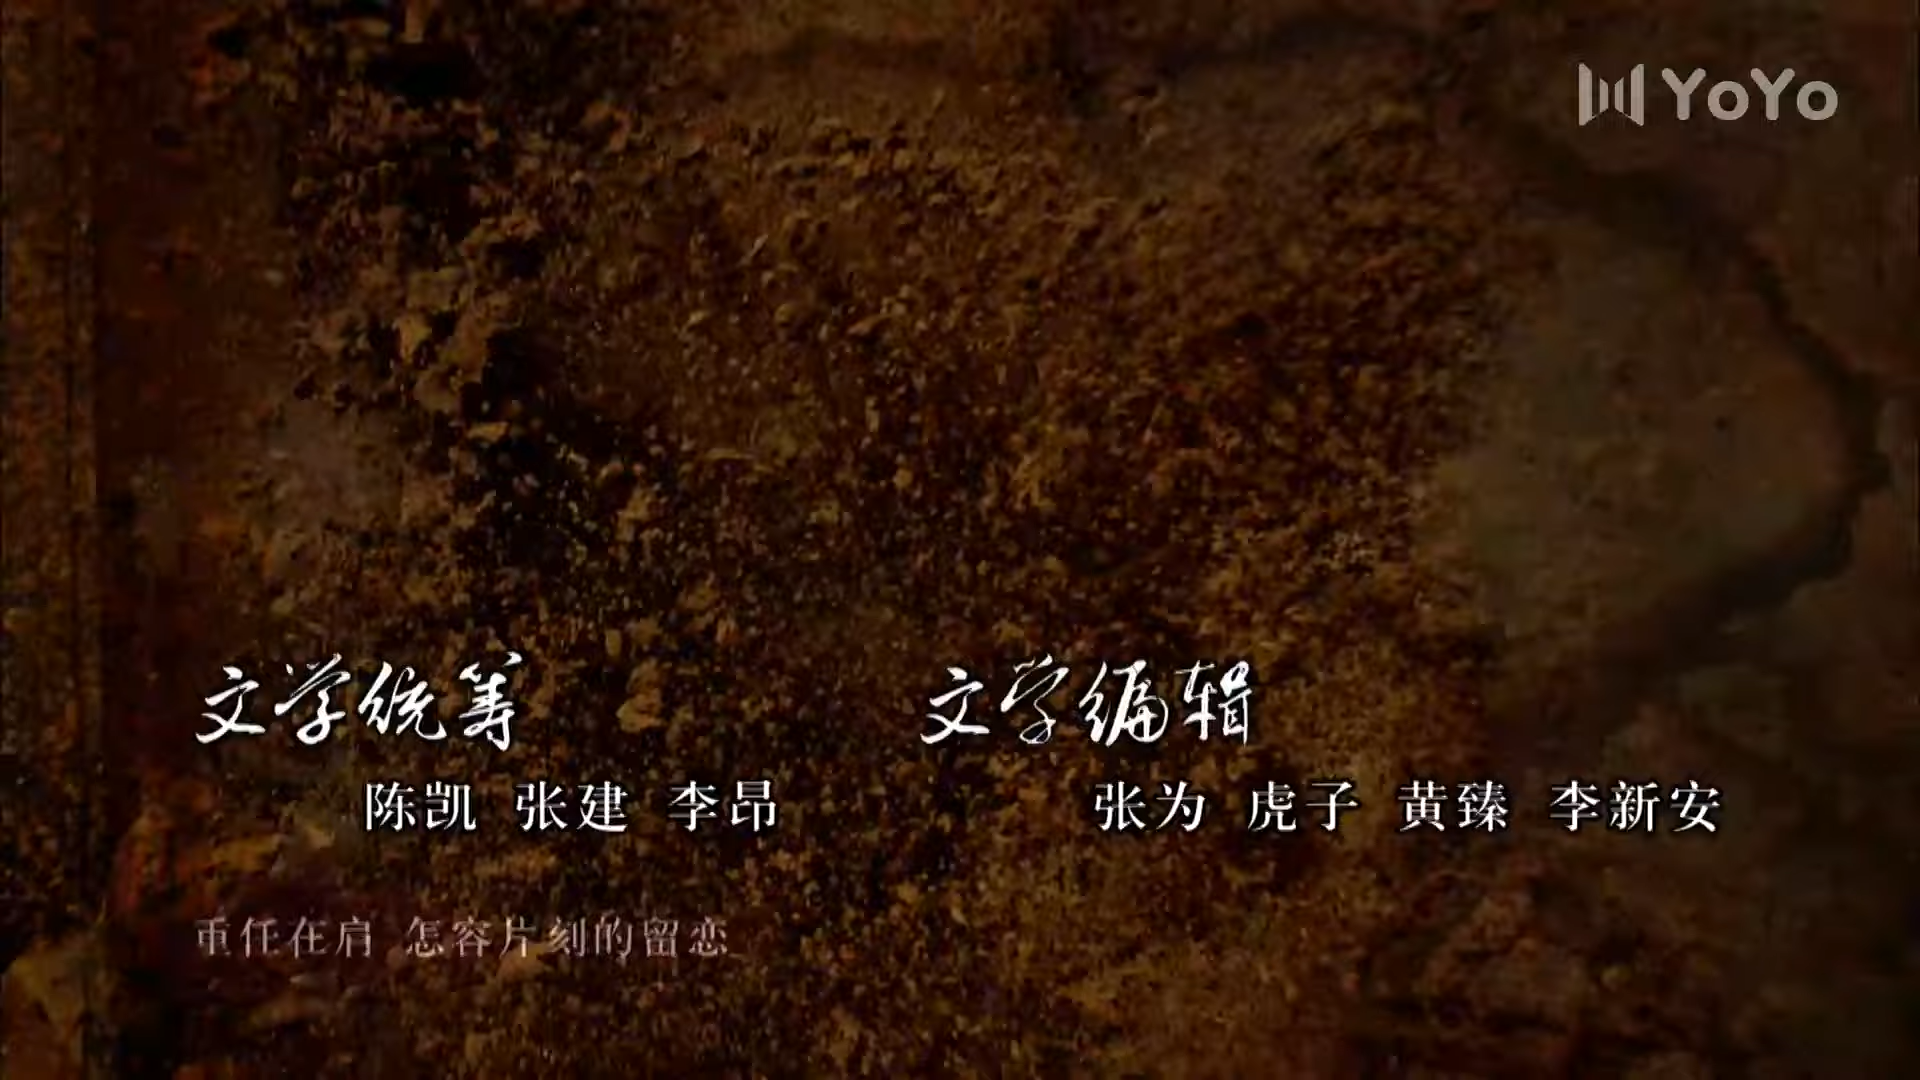 YoYo
文学统筹
陈凯 张建 李昂
文学编辑
张为 虎子 黄臻 李新安
重任在肩 怎容片刻的留恋